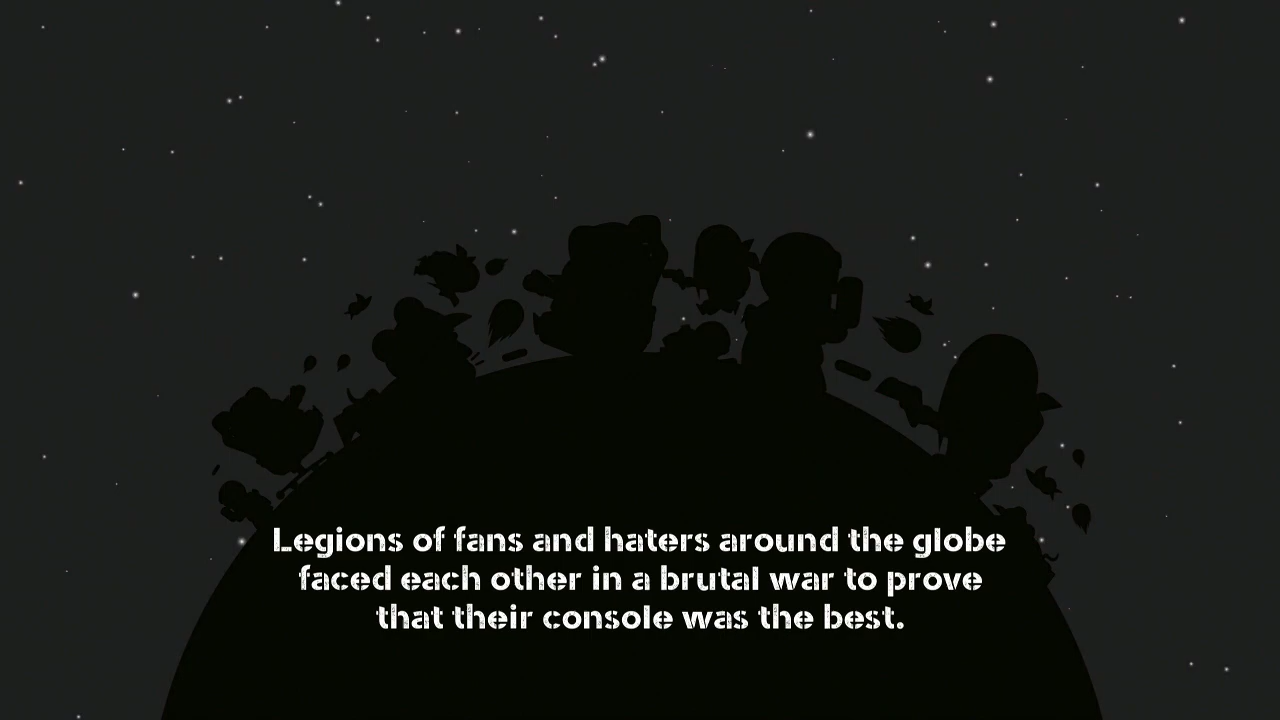 Legions of fans and haters around the globe
faced each other in a brutal war to prove
that their console was the best.